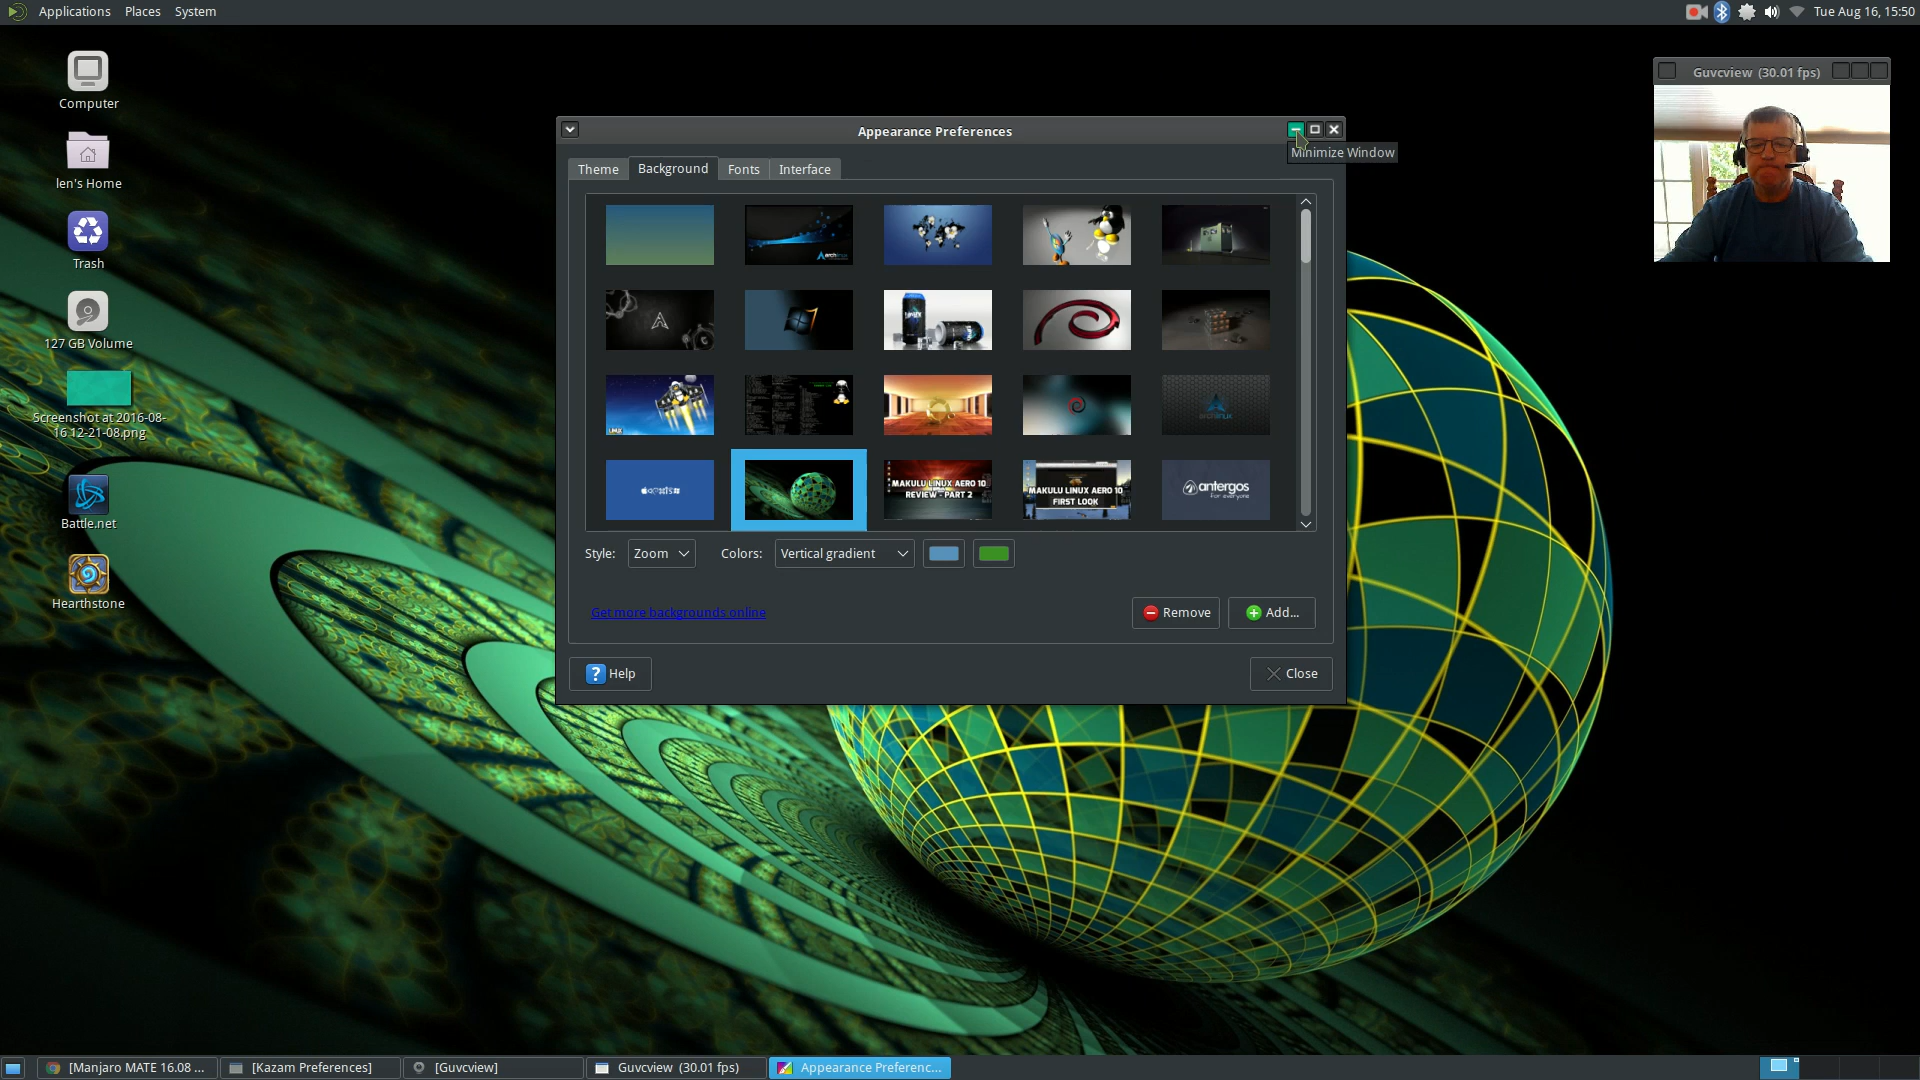 Applications Places System
Tue Aug 16, 15:50
Computer
len's Home
Trash
127 GB Volume
Screenshot at 2016-08-
16 12-21-08.png
Battle.net
Hearthstone
Guvcview (30.01 fps)
Appearance Preferences
Minimize Window
Theme Background Fonts Interface
archlinux
LINUX
MAKULU LINUX AERO 10
REVIEW - PART 2
MAKULU LINUX AERO 10
FIRST LOOK
antergos
for everyone
Style: Zoom Colors: Vertical gradient
Get more backgrounds online
Remove Add...
Help Close
[Manjaro MATE 16.08 ... [Kazam Preferences] [Guvcview] Guvcview (30.01 fps) Appearance Preferenc...